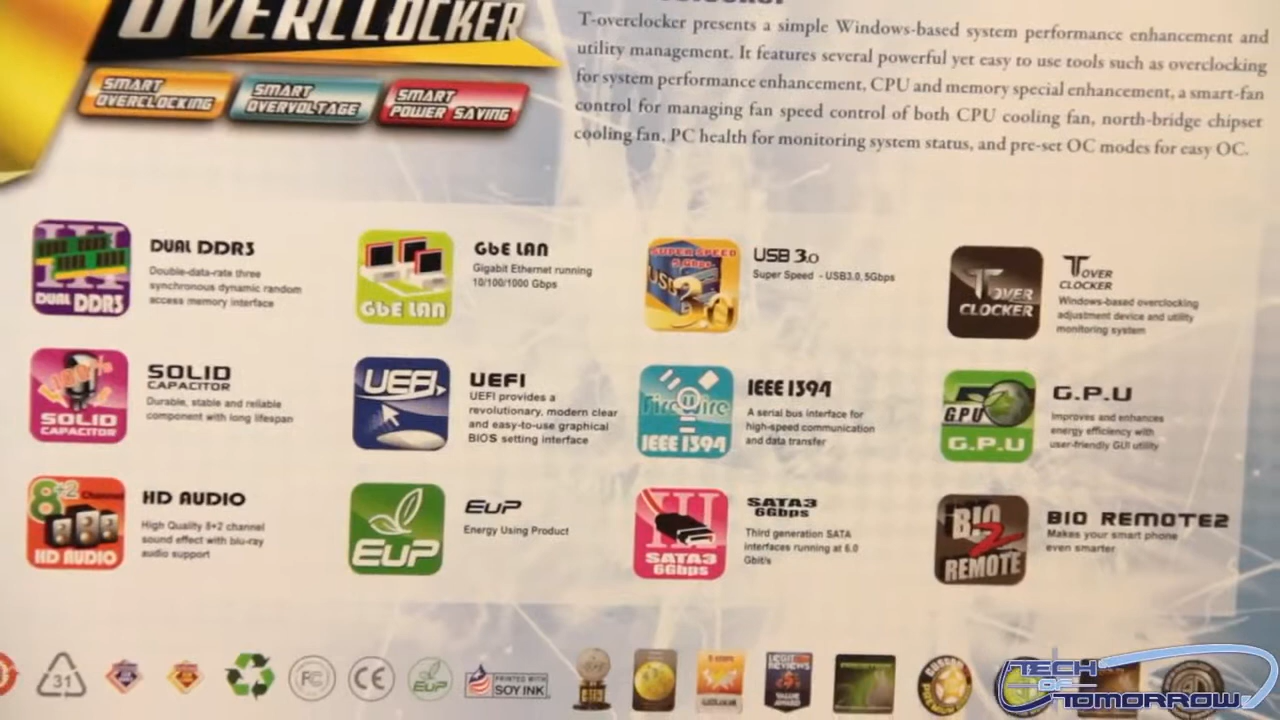 OVERCLOCKER
SMART OVERCLOCKING
SMART OVERVOLTAGE
SMART POWER SAVING
T-overclocker presents a simple Windows-based system performance enhancement and
utility management. It features several powerful yet easy to use tools such as overclocking
for system performance enhancement, CPU and memory special enhancement, a smart-fan
control for managing fan speed control of both CPU cooling fan, north-bridge chipset
cooling fan, PC health for monitoring system status, and pre-set OC modes for easy OC.
DUAL DDR3
DUAL DDR3
Double-data-rate three
synchronous dynamic random
access memory interface
GbE LAN
GbE LAN
Gigabit Ethernet running
10/100/1000 Gbps
SUPER SPEED
5 Gbps
USB
USB 3.0
Super Speed - USB3.0, 5Gbps
T OVER
CLOCKER
T OVER
CLOCKER
Windows-based overclocking
adjustment device and utility
monitoring system
100%
SOLID
CAPACITOR
SOLID
CAPACITOR
Durable, stable and reliable
component with long lifespan
UEFI
UEFI
UEFI provides a
revolutionary, modern clear
and easy-to-use graphical
BIOS setting interface
FireWire
IEEE 1394
IEEE 1394
A serial bus interface for
high-speed communication
and data transfer
GPU
G.P.U
G.P.U
Improves and enhances
energy efficiency with
user-friendly GUI utility
8+2 Channel
HD AUDIO
HD AUDIO
High Quality 8+2 channel
sound effect with blu-ray
audio support
EuP
EuP
Energy Using Product
SATA3
6Gbps
SATA3
6Gbps
Third generation SATA
interfaces running at 6.0
Gbit/s
BIO
2
REMOTE
BIO REMOTE2
Makes your smart phone
even smarter
31
FC
CE
EuP
PRINTED WITH
SOY INK
LEGIT
REVIEWS
VALUE
AWARD
TECH
OF
TOMORROW